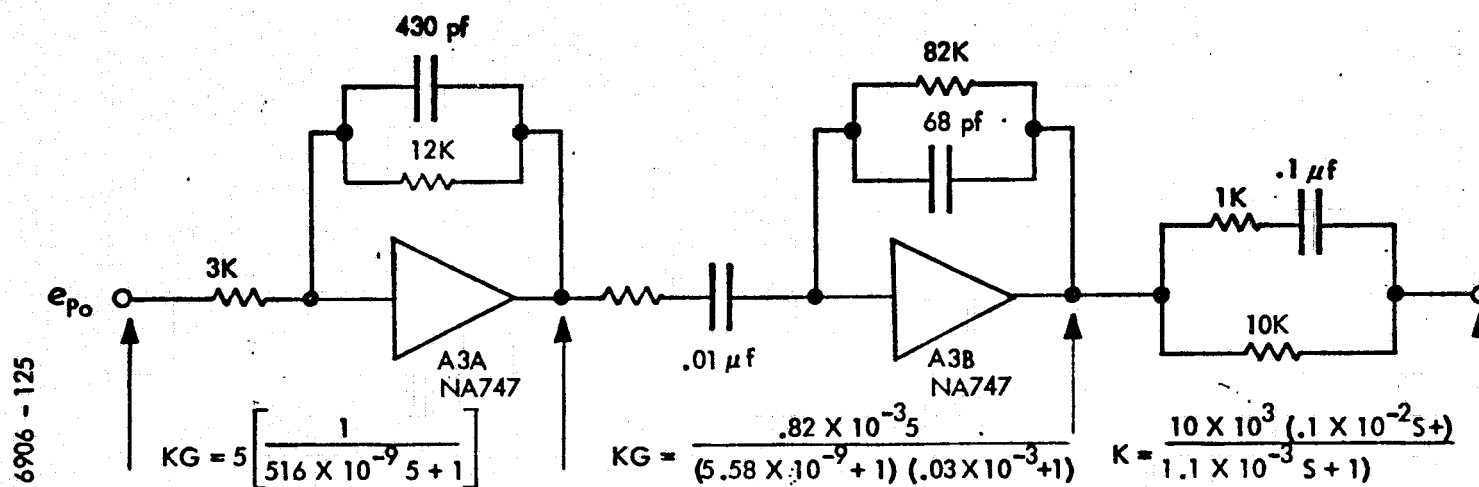 430 pf
12K
3K
e_po
A3A
NA747
.01 μf
82K
68 pf
A3B
NA747
1K
.1 μf
10K
KG = 5 [ 1 / 516 X 10^-9 5 + 1 ]
KG = .82 X 10^-3 5 / (5.58 X 10^-9 + 1) (.03 X 10^-3 +1)
K = 10 X 10^3 (.1 X 10^-2 S+) / 1.1 X 10^-3 S + 1)
6906 - 125